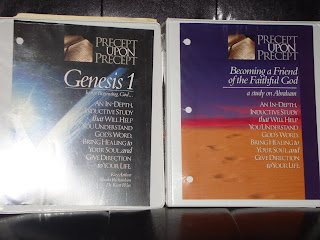 PRECEPT
UPON
PRECEPT
Genesis 1
In the Beginning, God...
AN IN-DEPTH,
INDUCTIVE STUDY
that WILL HELP
YOU UNDERSTAND
GOD'S WORD,
BRING HEALING to
YOUR SOUL, and
GIVE DIRECTION
to YOUR LIFE.
Kay Arthur
PRECEPT
UPON
PRECEPT
Becoming a Friend
of the Faithful God
a study on Abraham
AN IN-DEPTH,
INDUCTIVE STUDY
that WILL HELP
YOU UNDERSTAND
GOD'S WORD,
BRING HEALING to
YOUR SOUL, and
GIVE DIRECTION
to YOUR LIFE.